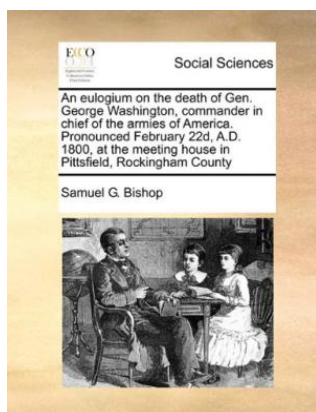 ECCO
Social Sciences
An eulogium on the death of Gen.
George Washington, commander in
chief of the armies of America.
Pronounced February 22d, A.D.
1800, at the meeting house in
Pittsfield, Rockingham County
Samuel G. Bishop